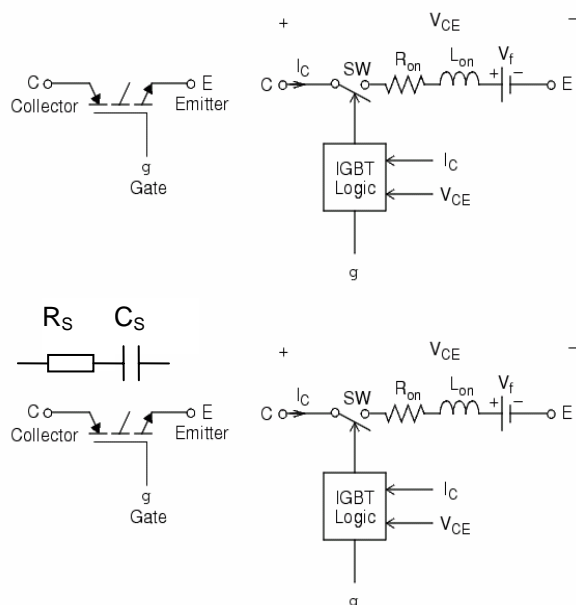 + V_CE −
C I_C SW R_on L_on + V_f − E
C E
Collector Emitter
g
Gate
IGBT
Logic
I_C
V_CE
g
R_S C_S
+ V_CE −
C I_C SW R_on L_on + V_f − E
C E
Collector Emitter
g
Gate
IGBT
Logic
I_C
V_CE
g